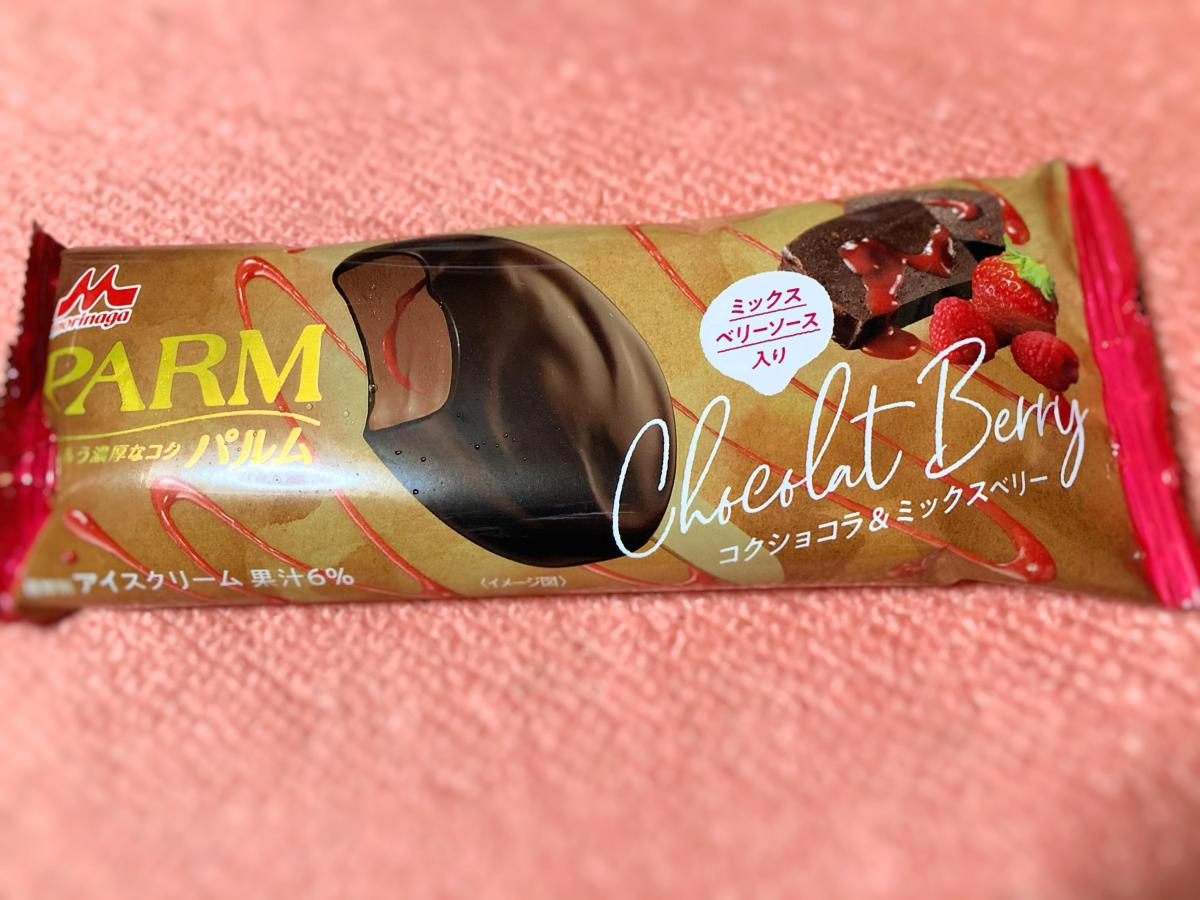 morinaga
PARM
う濃厚なコク パルム
アイスクリーム 果汁6%
〈イメージ図〉
ミックス
ベリーソース
入り
Chocolat Berry
コクショコラ&ミックスベリー